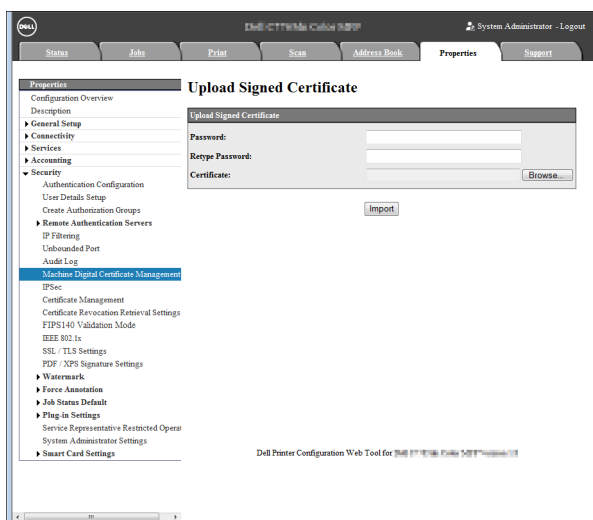 DELL
System Administrator - Logout
Status Jobs Print Scan Address Book Properties Support
Properties
Configuration Overview
Description
General Setup
Connectivity
Services
Accounting
Security
Authentication Configuration
User Details Setup
Create Authorization Groups
Remote Authentication Servers
IP Filtering
Unbounded Port
Audit Log
Machine Digital Certificate Management
IPSec
Certificate Management
Certificate Revocation Retrieval Settings
FIPS140 Validation Mode
IEEE 802.1x
SSL / TLS Settings
PDF / XPS Signature Settings
Watermark
Force Annotation
Job Status Default
Plug-in Settings
Service Representative Restricted Operat
System Administrator Settings
Smart Card Settings
Upload Signed Certificate
Upload Signed Certificate
Password:
Retype Password:
Certificate:
Browse...
Import
Dell Printer Configuration Web Tool for